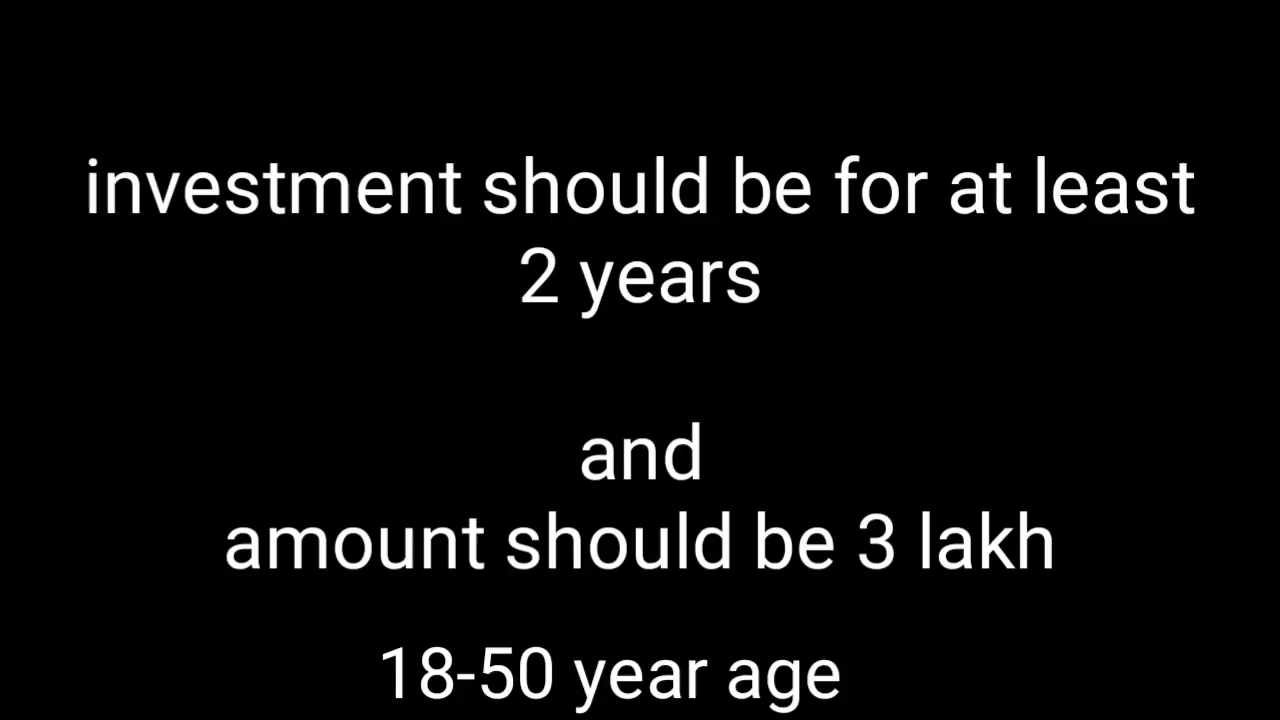 investment should be for at least
2 years
and
amount should be 3 lakh
18-50 year age